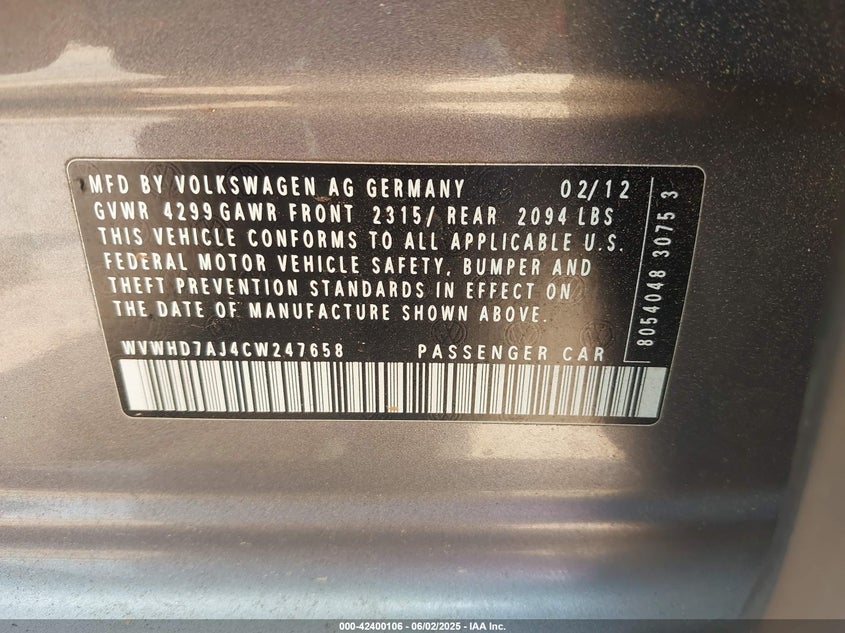 MFD BY VOLKSWAGEN AG GERMANY 02/12
GVWR 4299 GAWR FRONT 2315/ REAR 2094 LBS
THIS VEHICLE CONFORMS TO ALL APPLICABLE U.S.
FEDERAL MOTOR VEHICLE SAFETY, BUMPER AND
THEFT PREVENTION STANDARDS IN EFFECT ON
THE DATE OF MANUFACTURE SHOWN ABOVE.
WVWHD7AJ4CW247658 PASSENGER CAR
8054048 3075 3
000-42400106 - 06/02/2025 - IAA Inc.